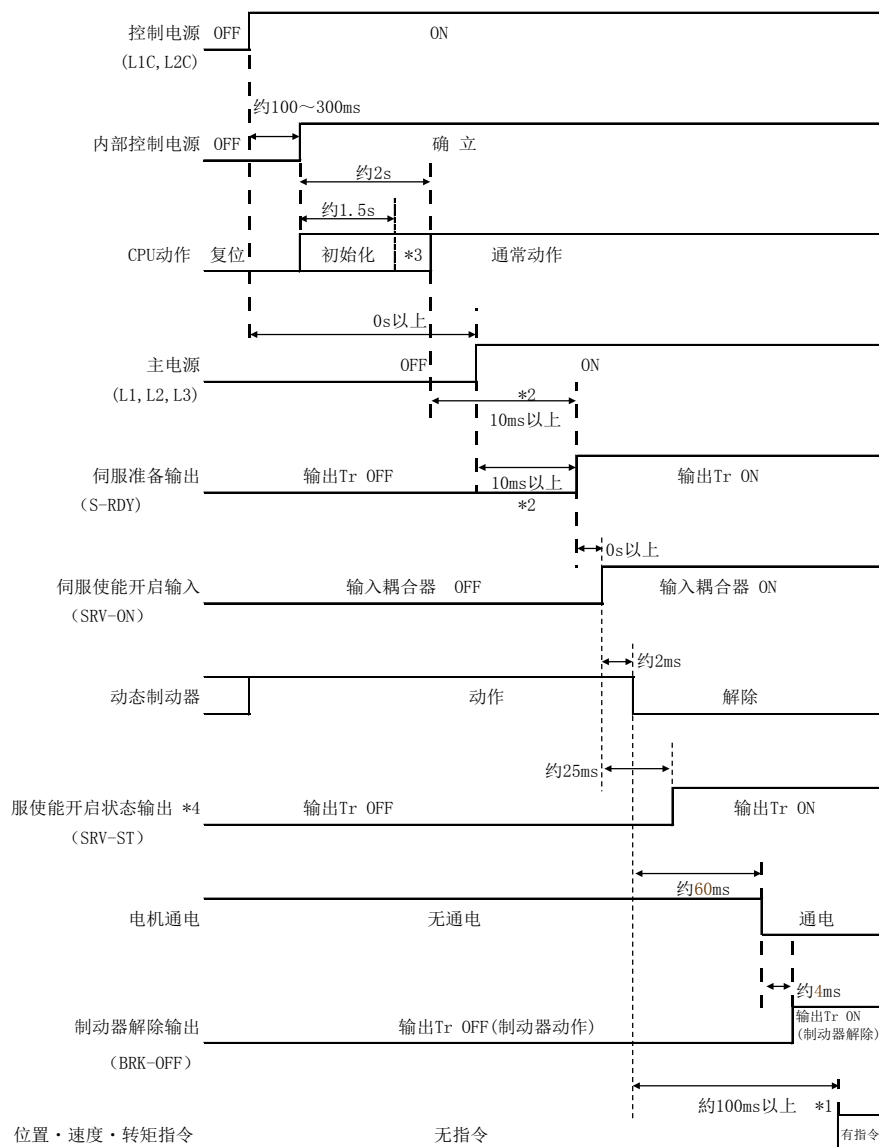 控制电源 OFF ON
(L1C,L2C)
约100～300ms
内部控制电源 OFF 确 立
约2s
约1.5s
CPU动作 复位 初始化 *3 通常动作
0s以上
主电源 OFF ON
(L1,L2,L3)
*2
10ms以上
伺服准备输出 输出Tr OFF 10ms以上 输出Tr ON
（S-RDY) *2
0s以上
伺服使能开启输入 输入耦合器 OFF 输入耦合器 ON
（SRV-ON）
约2ms
动态制动器 动作 解除
约25ms
服使能开启状态输出 *4 输出Tr OFF 输出Tr ON
（SRV-ST）
约60ms
电机通电 无通电 通电
约4ms
制动器解除输出 输出Tr OFF(制动器动作) 输出Tr ON
(制动器解除)
（BRK-OFF）
約100ms以上 *1
位置・速度・转矩指令 无指令 有指令